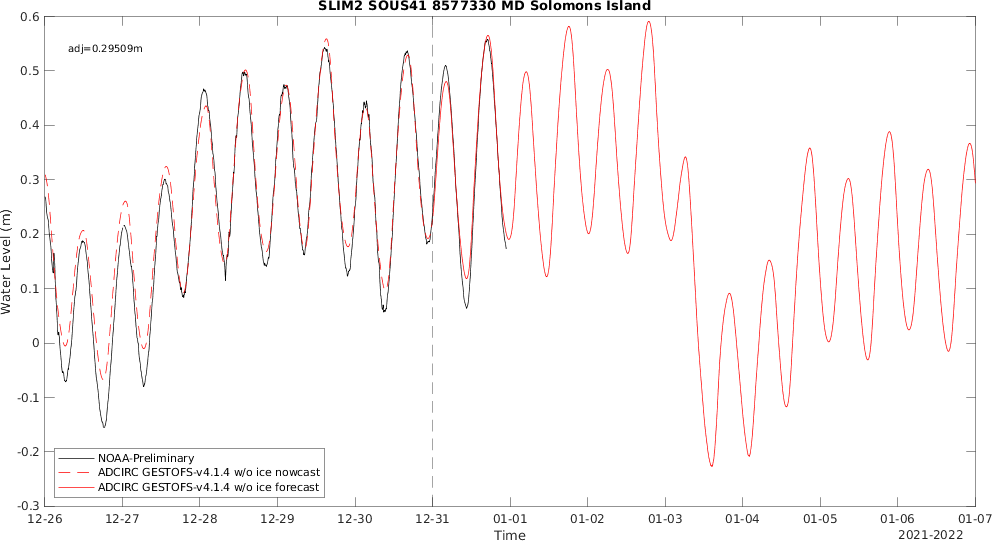 SLIM2 SOUS41 8577330 MD Solomons Island
adj=0.29509m
Water Level (m)
0.6
0.5
0.4
0.3
0.2
0.1
0
-0.1
-0.2
-0.3
NOAA-Preliminary
ADCIRC GESTOFS-v4.1.4 w/o ice nowcast
ADCIRC GESTOFS-v4.1.4 w/o ice forecast
12-26 12-27 12-28 12-29 12-30 12-31 01-01 01-02 01-03 01-04 01-05 01-06 01-07
Time
2021-2022